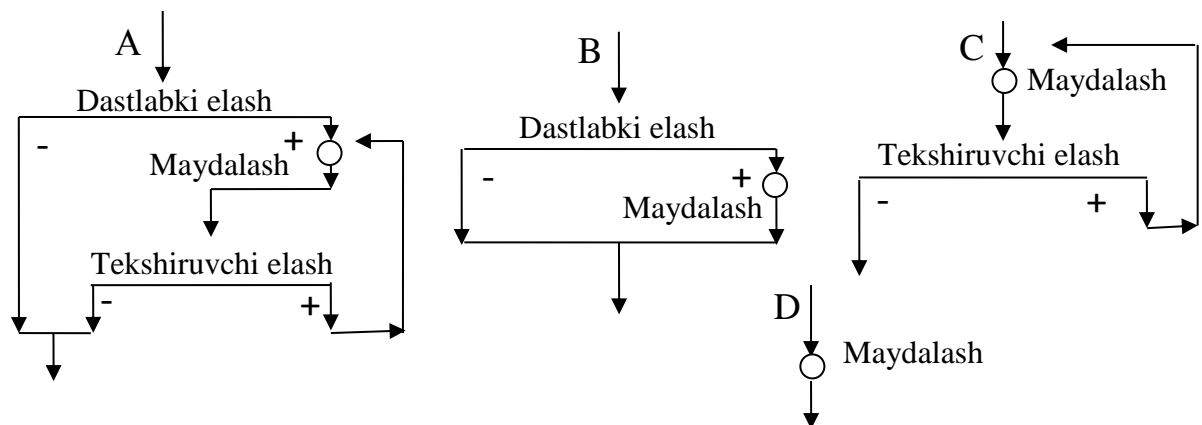 A
Dastlabki elash
-
+
Maydalash
Tekshiruvchi elash
-
+
B
Dastlabki elash
-
+
Maydalash
C
Maydalash
Tekshiruvchi elash
-
+
D
Maydalash